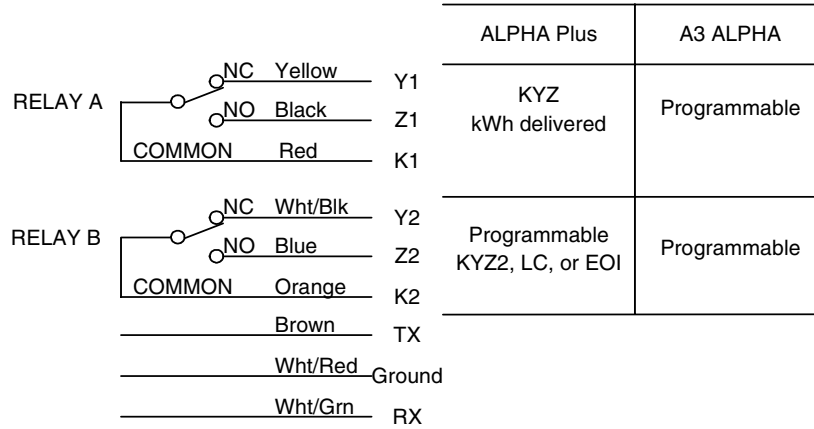 ALPHA Plus A3 ALPHA
NC Yellow Y1
RELAY A
KYZ
kWh delivered
Programmable
NO Black Z1
COMMON Red K1
NC Wht/Blk Y2
RELAY B
Programmable
KYZ2, LC, or EOI
Programmable
NO Blue Z2
COMMON Orange K2
Brown TX
Wht/Red Ground
Wht/Grn RX